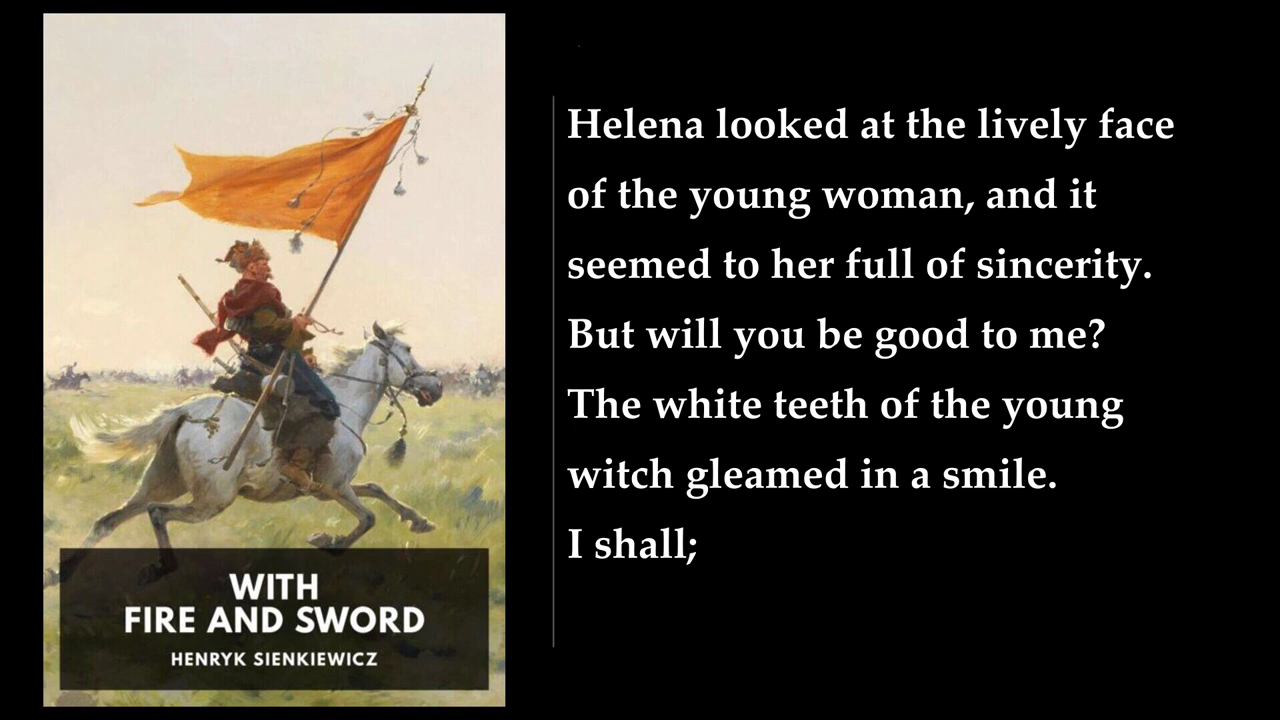 WITH
FIRE AND SWORD
HENRYK SIENKIEWICZ
Helena looked at the lively face
of the young woman, and it
seemed to her full of sincerity.
But will you be good to me?
The white teeth of the young
witch gleamed in a smile.
I shall;